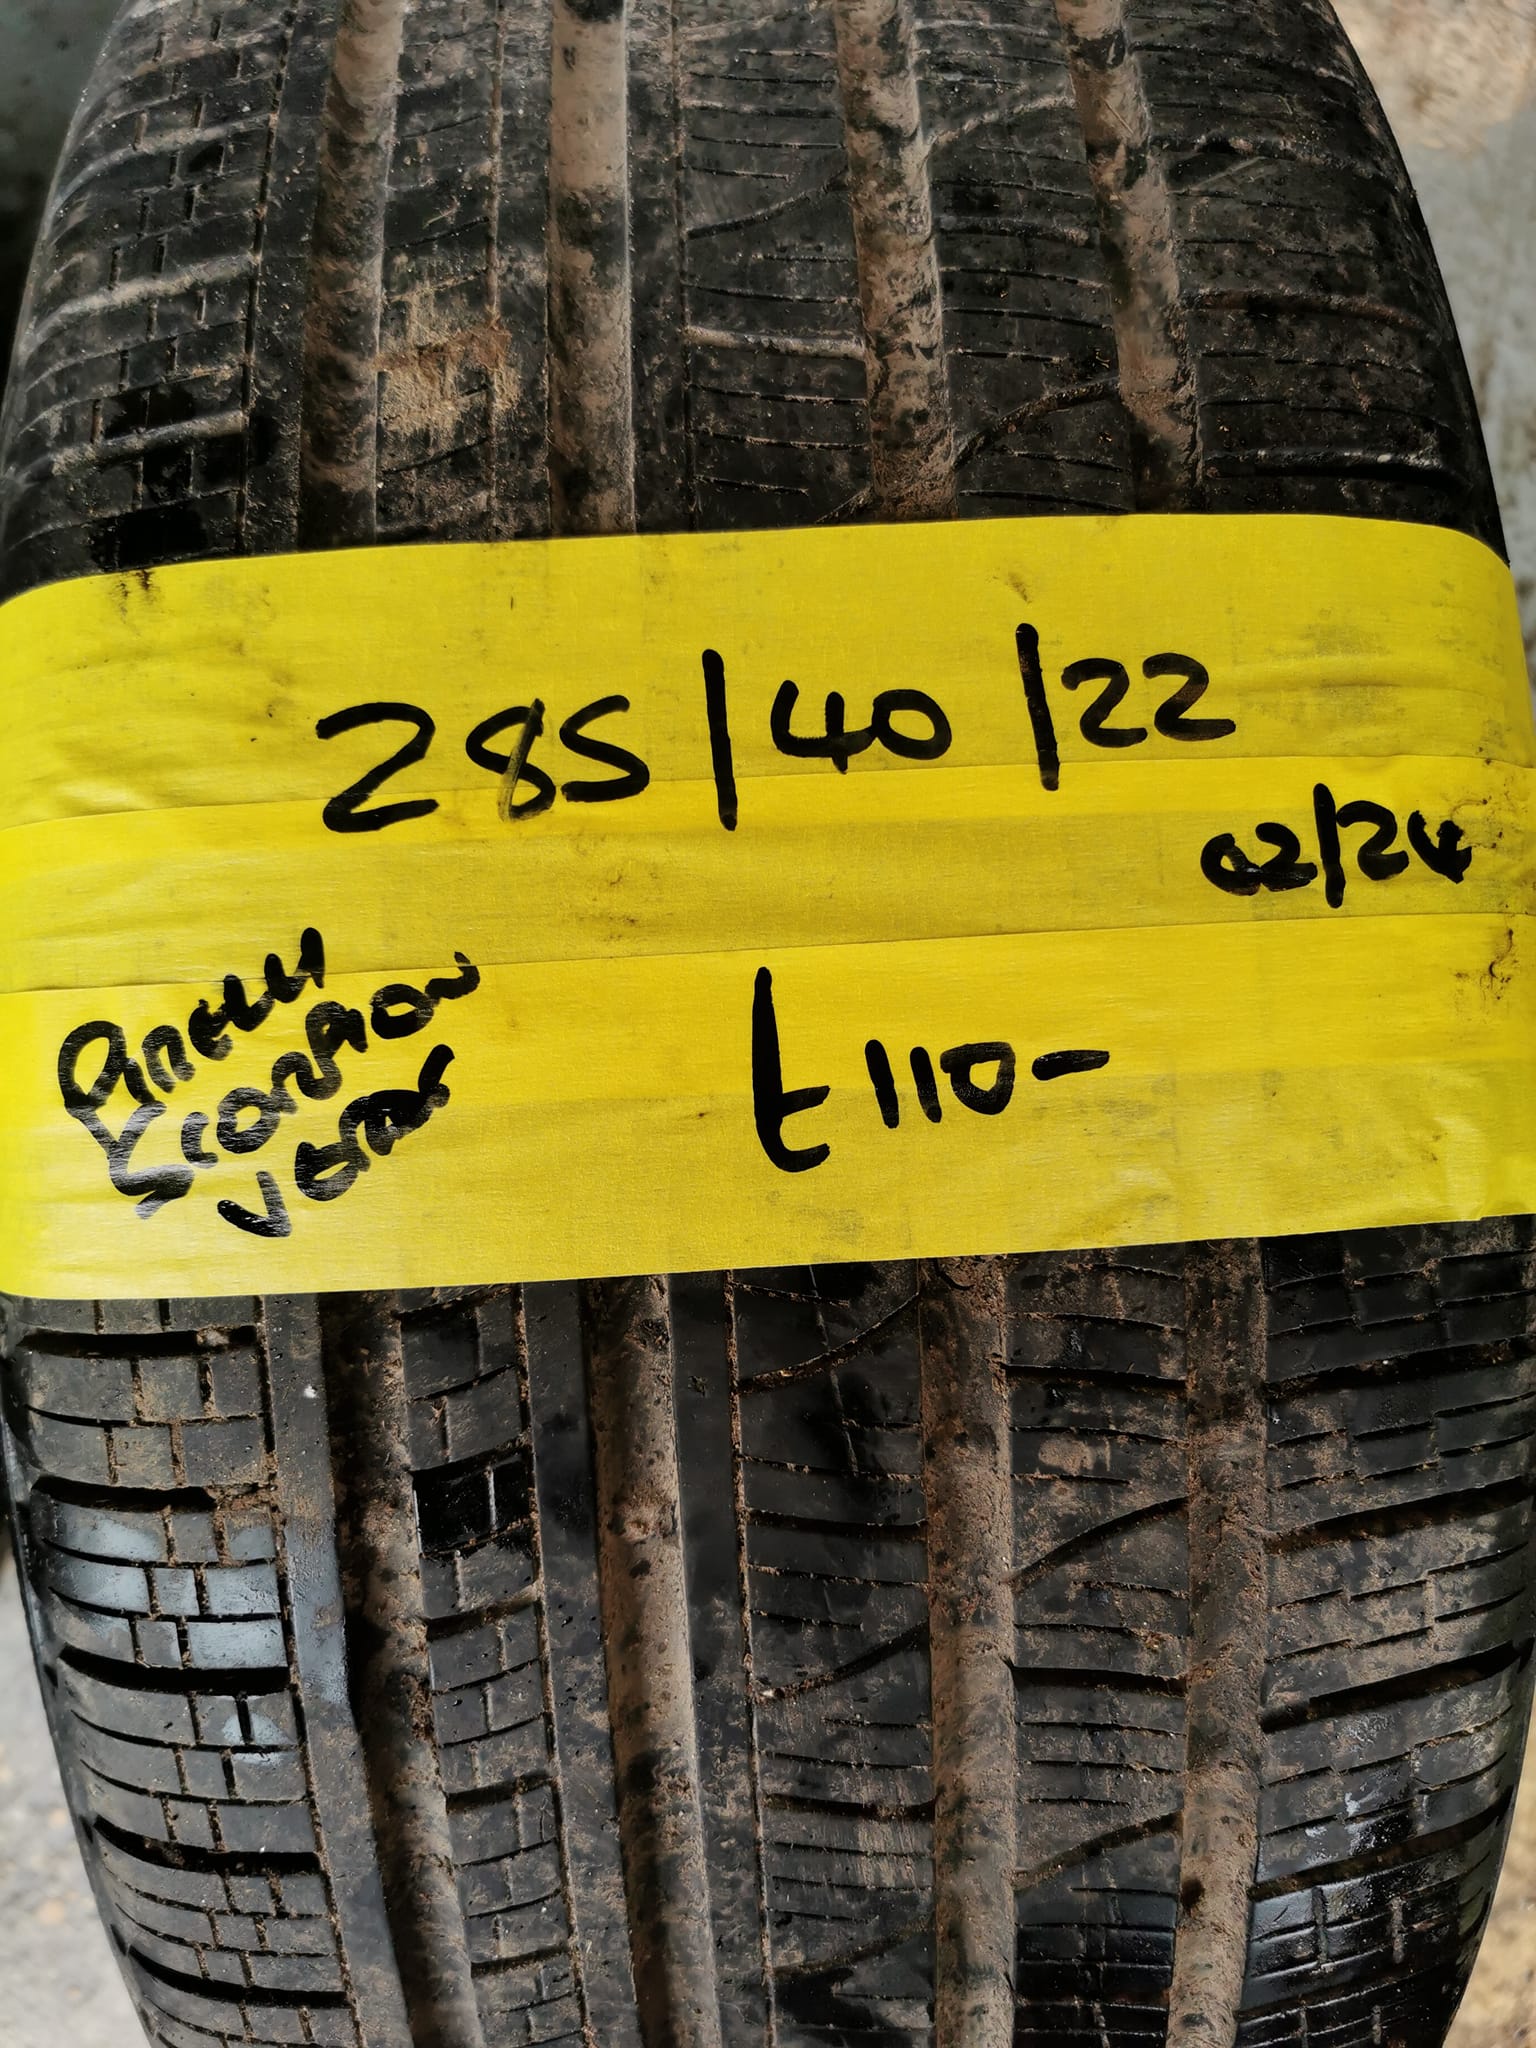 285/40/22
02/24
PIRELLI
SCORPION
VERDE
£110-